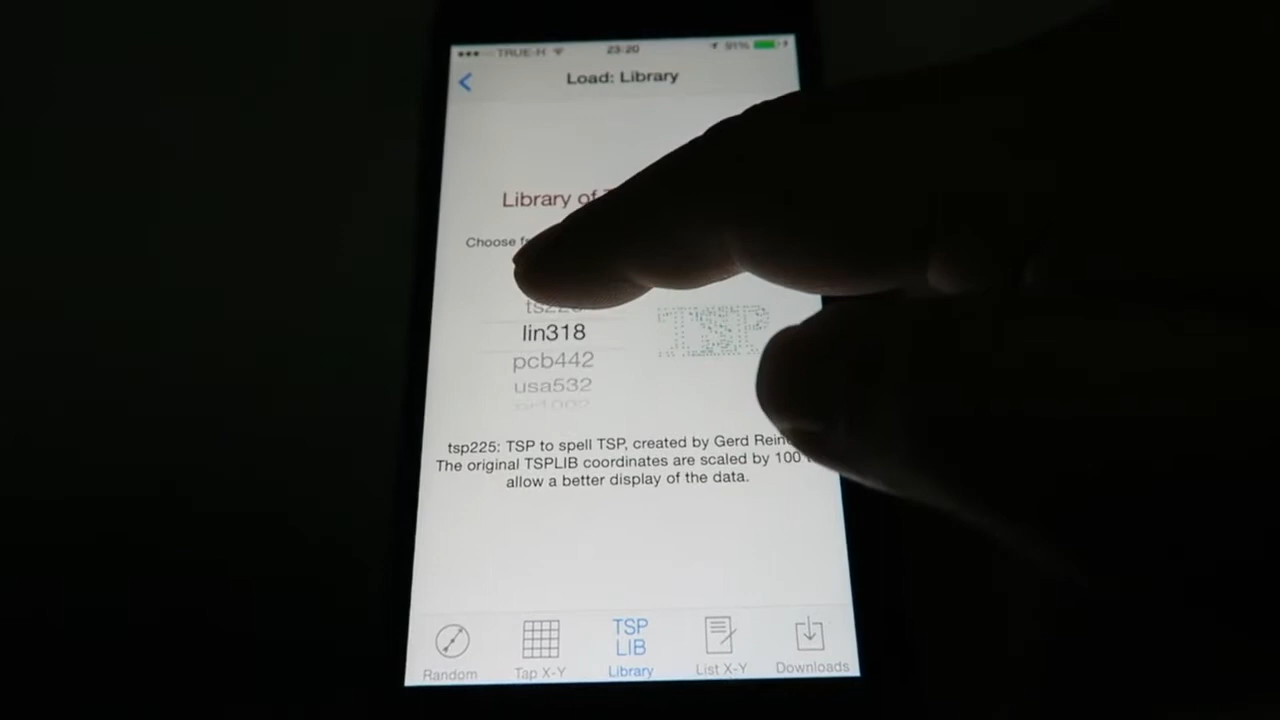 TRUE-H 23:20 91%
Load: Library
Library of
Choose
lin318
pcb442
usa532
tsp225: TSP to spell TSP, created by Gerd
The original TSPLIB coordinates are scaled by 100
allow a better display of the data.
TSP
TSP
LIB
Random Tap X-Y Library List X-Y Downloads